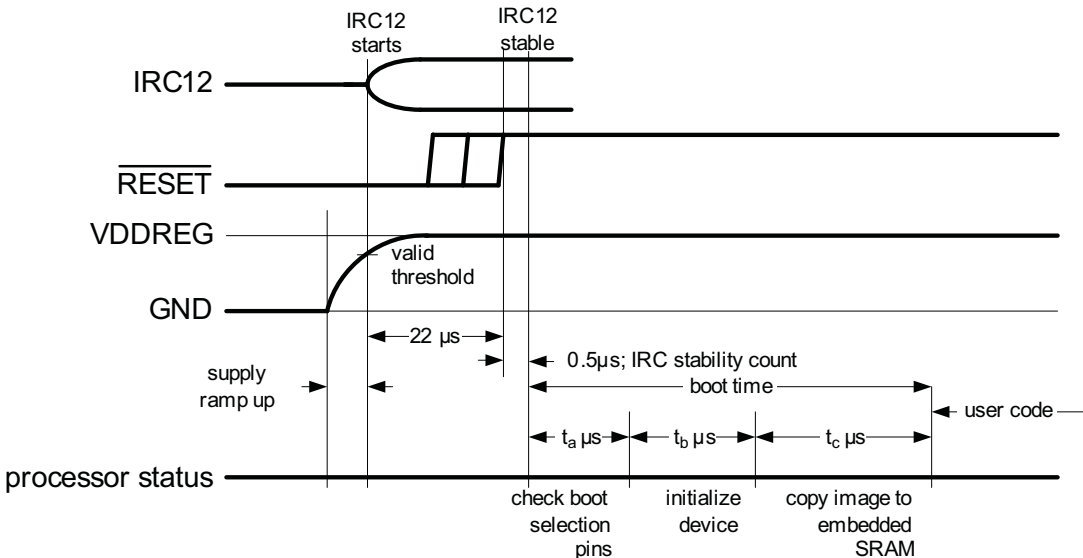 IRC12
starts
IRC12
stable
IRC12
RESET
VDDREG
valid
threshold
GND
22 μs
0.5μs; IRC stability count
supply
ramp up
boot time
user code
ta μs
tb μs
tc μs
processor status
check boot
selection
pins
initialize
device
copy image to
embedded
SRAM